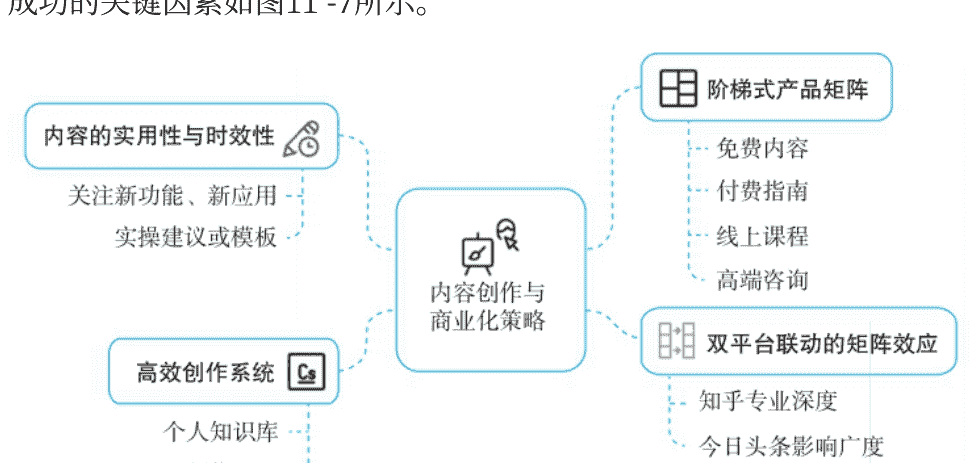 成功的关键因素如图11 -7所示。
内容的实用性与时效性
关注新功能、新应用
实操建议或模板
高效创作系统
Cs
个人知识库
内容创作与
商业化策略
阶梯式产品矩阵
免费内容
付费指南
线上课程
高端咨询
双平台联动的矩阵效应
知乎专业深度
今日头条影响广度